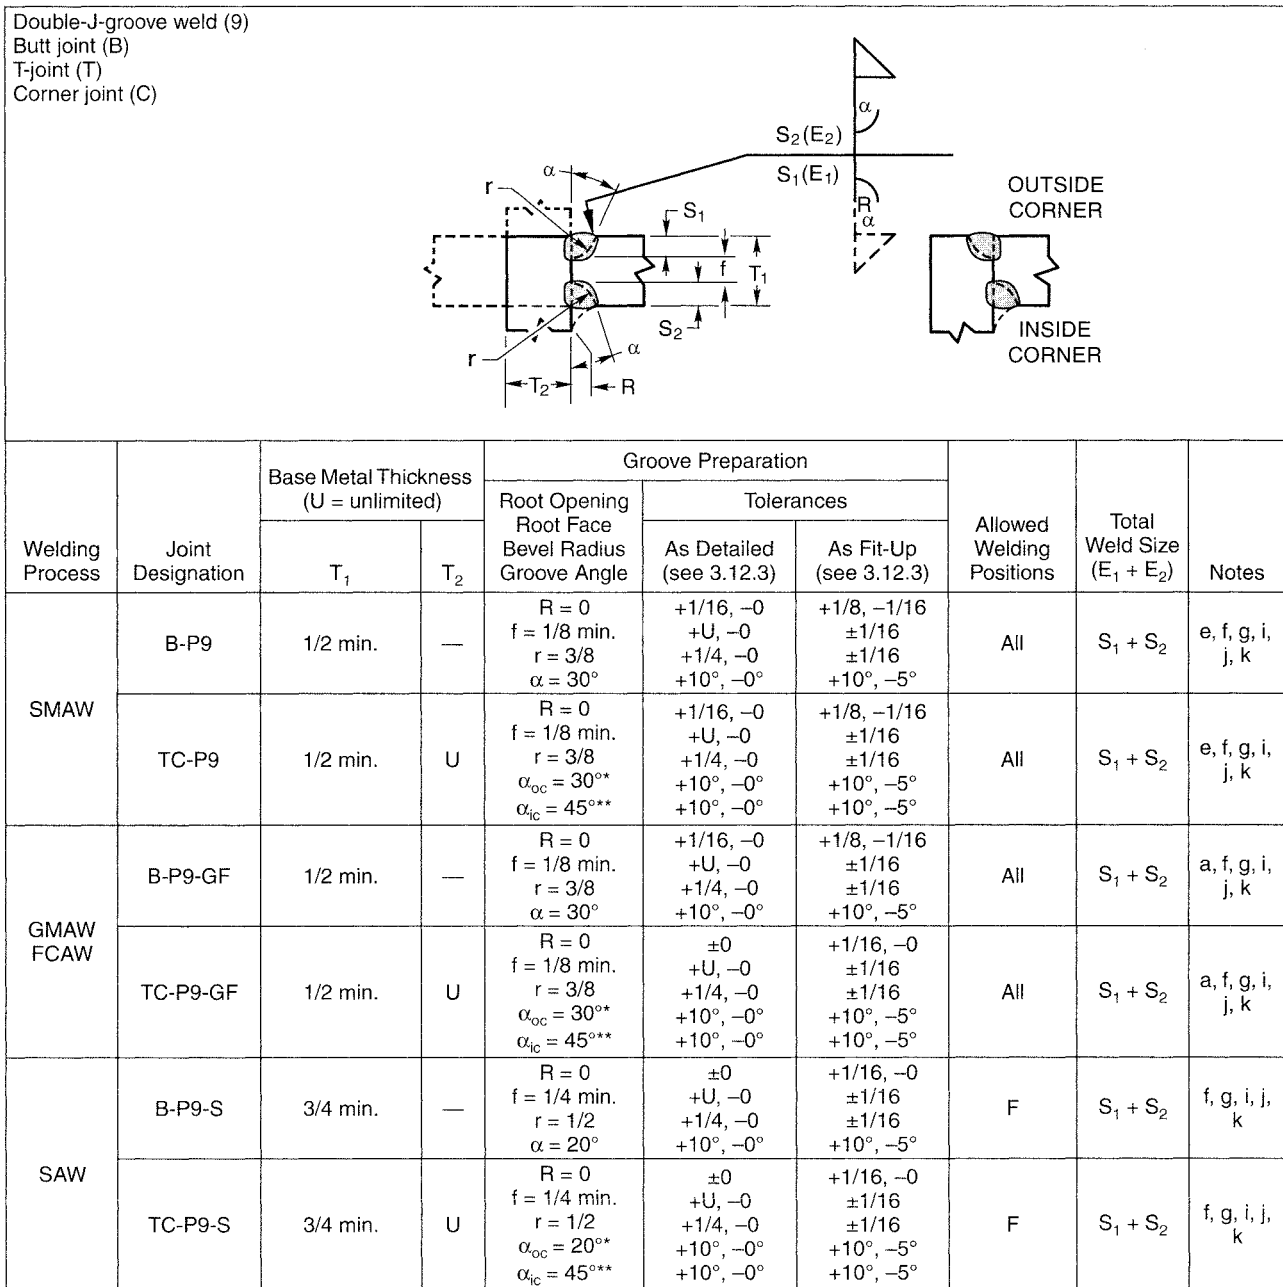 Double-J-groove weld (9)
Butt joint (B)
T-joint (T)
Corner joint (C)
α
S₂(E₂)
S₁(E₁)
R
α
α
r
S₁
f
T₁
S₂
r
α
T₂
R
OUTSIDE
CORNER
INSIDE
CORNER
Welding
Process
Joint
Designation
Base Metal Thickness
(U = unlimited)
T₁
T₂
Groove Preparation
Root Opening
Root Face
Bevel Radius
Groove Angle
Tolerances
As Detailed
(see 3.12.3)
As Fit-Up
(see 3.12.3)
Allowed
Welding
Positions
Total
Weld Size
(E₁ + E₂)
Notes
SMAW
B-P9
1/2 min.
—
R = 0 +1/16, –0 +1/8, –1/16
f = 1/8 min. +U, –0 ±1/16
r = 3/8 +1/4, –0 ±1/16
α = 30° +10°, –0° +10°, –5°
All
S₁ + S₂
e, f, g, i,
j, k
TC-P9
1/2 min.
U
R = 0 +1/16, –0 +1/8, –1/16
f = 1/8 min. +U, –0 ±1/16
r = 3/8 +1/4, –0 ±1/16
αoc = 30°* +10°, –0° +10°, –5°
αic = 45°** +10°, –0° +10°, –5°
All
S₁ + S₂
e, f, g, i,
j, k
GMAW
FCAW
B-P9-GF
1/2 min.
—
R = 0 +1/16, –0 +1/8, –1/16
f = 1/8 min. +U, –0 ±1/16
r = 3/8 +1/4, –0 ±1/16
α = 30° +10°, –0° +10°, –5°
All
S₁ + S₂
a, f, g, i,
j, k
TC-P9-GF
1/2 min.
U
R = 0 ±0 +1/16, –0
f = 1/8 min. +U, –0 ±1/16
r = 3/8 +1/4, –0 ±1/16
αoc = 30°* +10°, –0° +10°, –5°
αic = 45°** +10°, –0° +10°, –5°
All
S₁ + S₂
a, f, g, i,
j, k
SAW
B-P9-S
3/4 min.
—
R = 0 ±0 +1/16, –0
f = 1/4 min. +U, –0 ±1/16
r = 1/2 +1/4, –0 ±1/16
α = 20° +10°, –0° +10°, –5°
F
S₁ + S₂
f, g, i, j,
k
TC-P9-S
3/4 min.
U
R = 0 ±0 +1/16, –0
f = 1/4 min. +U, –0 ±1/16
r = 1/2 +1/4, –0 ±1/16
αoc = 20°* +10°, –0° +10°, –5°
αic = 45°** +10°, –0° +10°, –5°
F
S₁ + S₂
f, g, i, j,
k